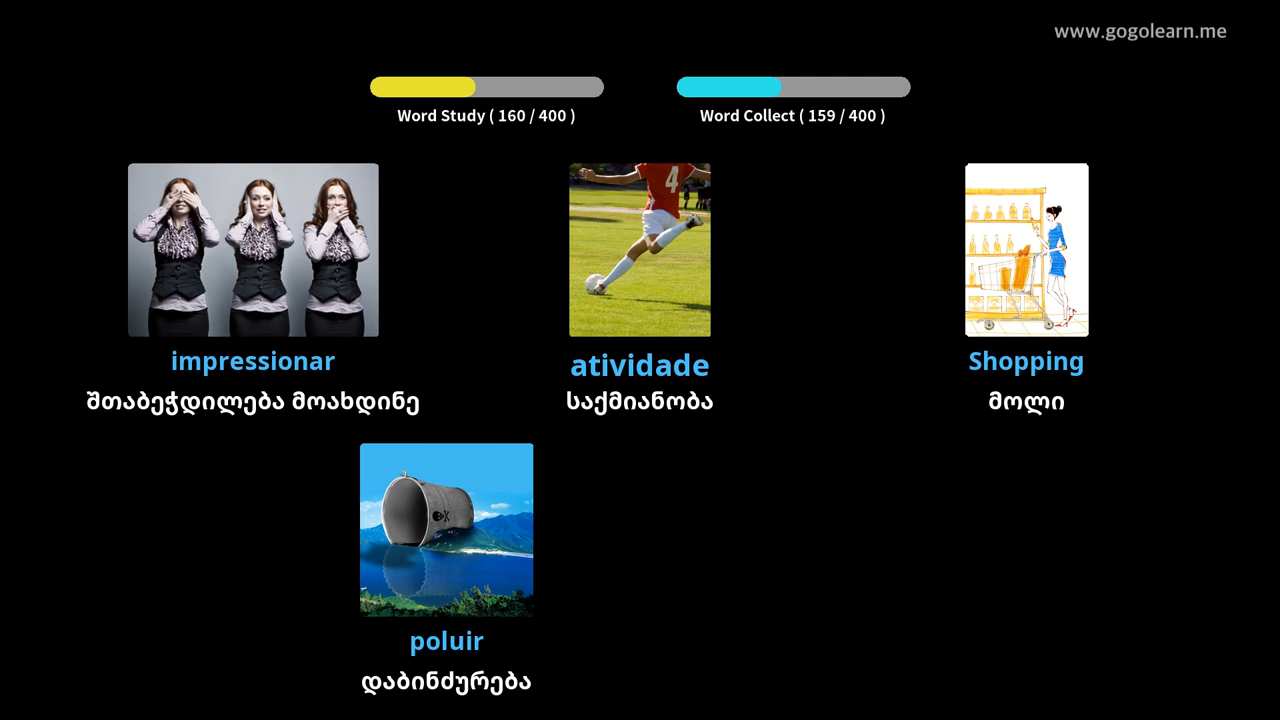 www.gogolearn.me
Word Study ( 160 / 400 )
Word Collect ( 159 / 400 )
4
impressionar
atividade
Shopping
შთაბეჭდილება მოახდინე
საქმიანობა
მოლი
poluir
დაბინძურება